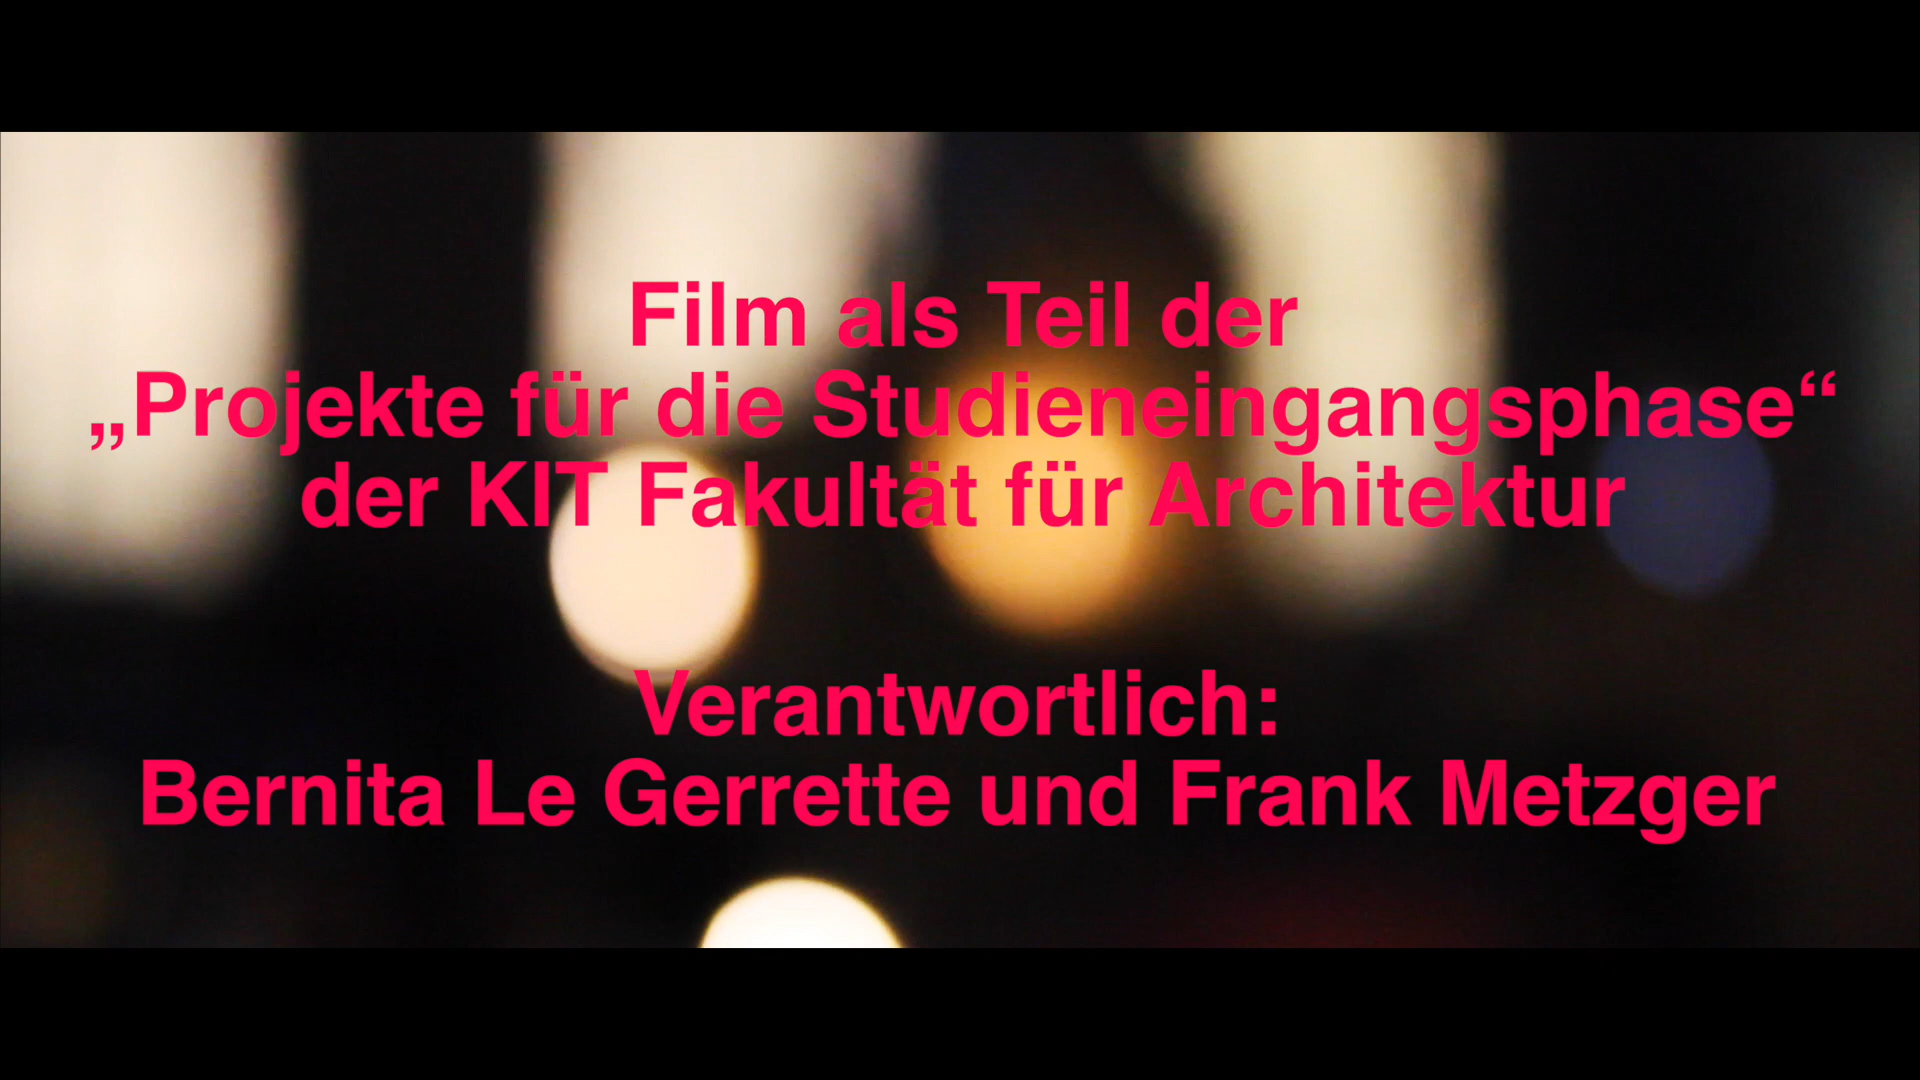 Film als Teil der
„Projekte für die Studieneingangsphase“
der KIT Fakultät für Architektur
Verantwortlich:
Bernita Le Gerrette und Frank Metzger